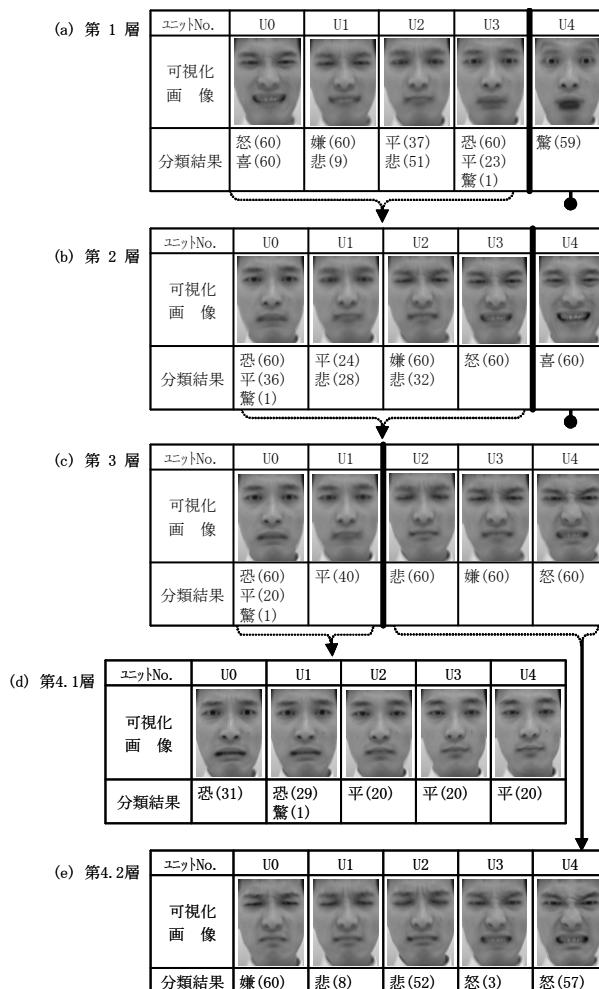 (a) 第 1 層
ユニットNo. U0 U1 U2 U3 U4
可視化
画 像
分類結果
怒(60)
喜(60)
嫌(60)
悲(9)
平(37)
悲(51)
恐(60)
平(23)
驚(1)
驚(59)
(b) 第 2 層
ユニットNo. U0 U1 U2 U3 U4
可視化
画 像
分類結果
恐(60)
平(36)
驚(1)
平(24)
悲(28)
嫌(60)
悲(32)
怒(60)
喜(60)
(c) 第 3 層
ユニットNo. U0 U1 U2 U3 U4
可視化
画 像
分類結果
恐(60)
平(20)
驚(1)
平(40)
悲(60)
嫌(60)
怒(60)
(d) 第4.1層
ユニットNo. U0 U1 U2 U3 U4
可視化
画 像
分類結果
恐(31)
恐(29)
驚(1)
平(20)
平(20)
平(20)
(e) 第4.2層
ユニットNo. U0 U1 U2 U3 U4
可視化
画 像
分類結果 嫌(60) 悲(8) 悲(52) 怒(3) 怒(57)